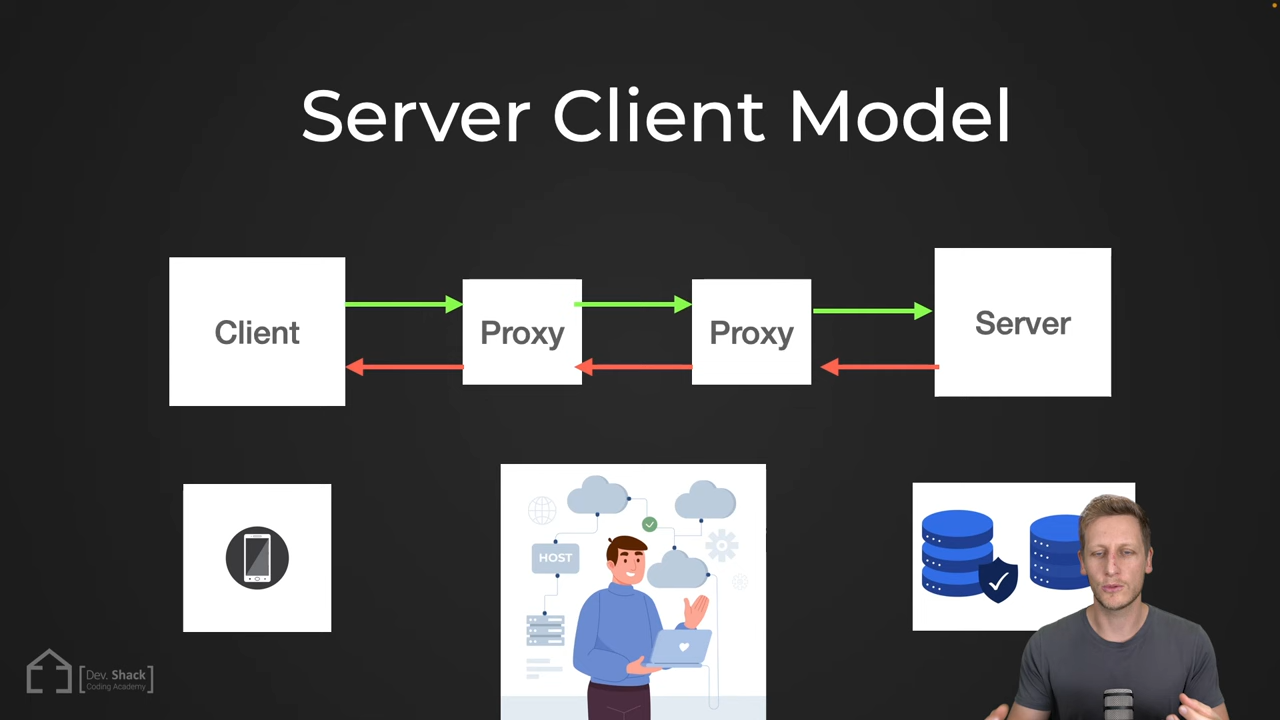 Server Client Model
Client
Proxy
Proxy
Server
HOST
Dev. Shack
Coding Academy